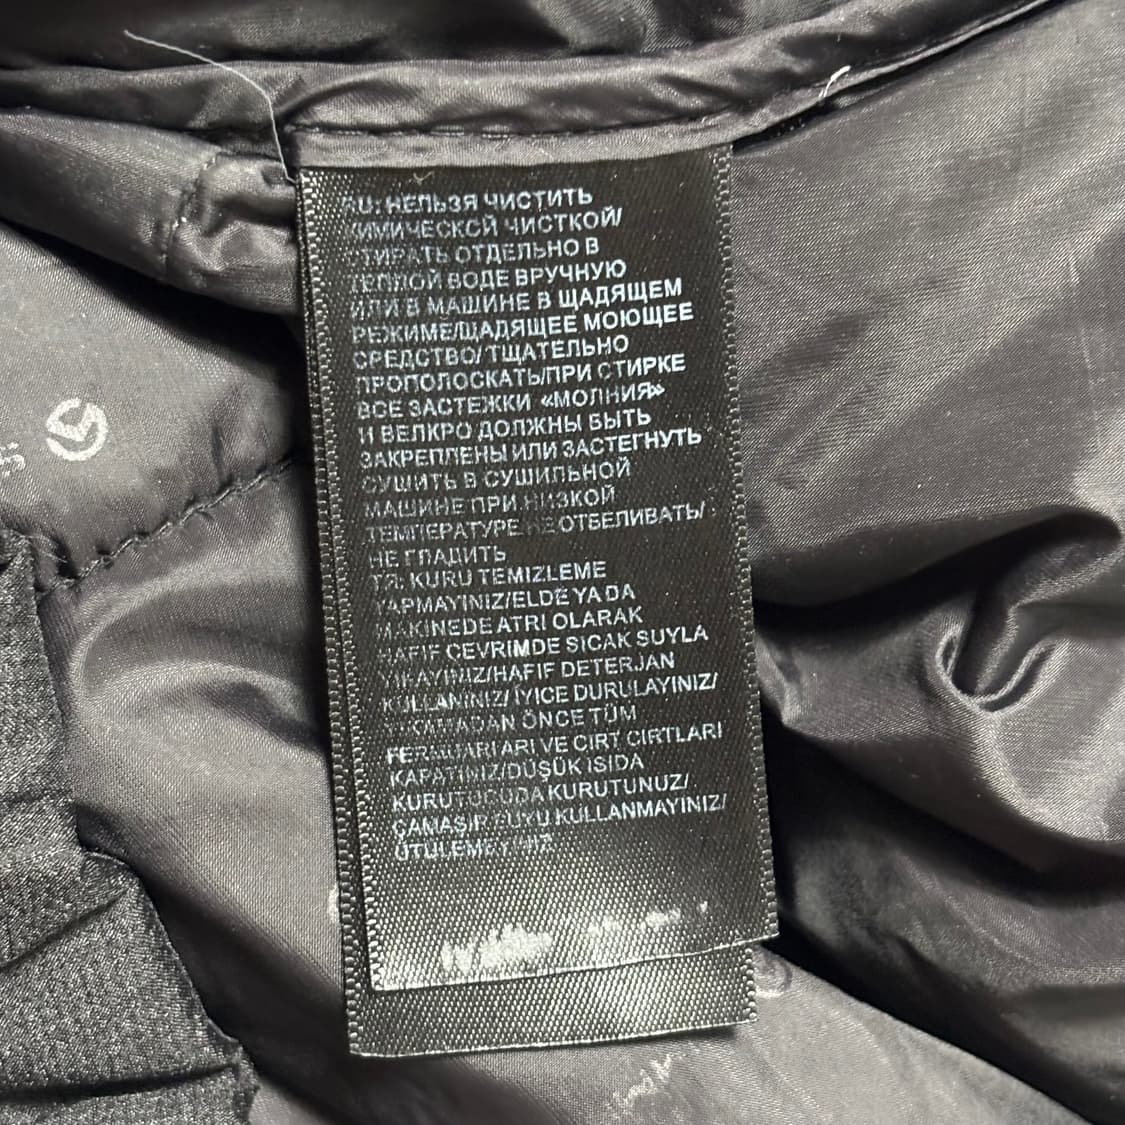 RU: НЕЛЬЗЯ ЧИСТИТЬ
ХИМИЧЕСКОЙ ЧИСТКОЙ/
СТИРАТЬ ОТДЕЛЬНО В
ТЕПЛОЙ ВОДЕ ВРУЧНУЮ
ИЛИ В МАШИНЕ В ЩАДЯЩЕМ
РЕЖИМЕ/ЩАДЯЩЕЕ МОЮЩЕЕ
СРЕДСТВО/ТЩАТЕЛЬНО
ПРОПОЛОСКАТЬ/ПРИ СТИРКЕ
ВСЕ ЗАСТЕЖКИ «МОЛНИЯ»
И ВЕЛКРО ДОЛЖНЫ БЫТЬ
ЗАКРЕПЛЕНЫ ИЛИ ЗАСТЕГНУТЬ
СУШИТЬ В СУШИЛЬНОЙ
МАШИНЕ ПРИ НИЗКОЙ
ТЕМПЕРАТУРЕ НЕ ОТБЕЛИВАТЬ/
НЕ ГЛАДИТЬ
TR: KURU TEMIZLEME
YAPMAYINIZ/ELDE YA DA
MAKINEDE ATRI OLARAK
HAFIF ÇEVRIMDE SICAK SUYLA
YIKAYINIZ/HAFIF DETERJAN
KULLANINIZ/ IYICE DURULAYINIZ/
YIKAMADAN ÖNCE TÜM
FERMUARLARI VE CIRT CIRTLARI
KAPATINIZ/DÜŞÜK ISIDA
KURUTUCUDA KURUTUNUZ/
ÇAMAŞIR SUYU KULLANMAYINIZ/